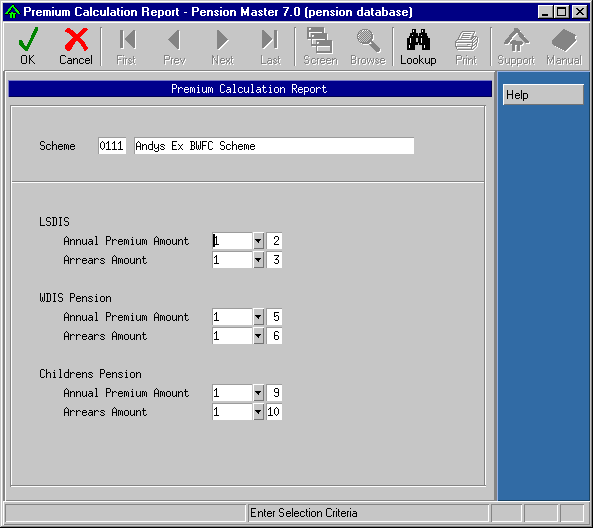 Premium Calculation Report - Pension Master 7.0 (pension database)
OK Cancel First Prev Next Last Screen Browse Lookup Print Support Manual
Premium Calculation Report
Help
Scheme 0111 Andys Ex BWFC Scheme
LSDIS
Annual Premium Amount 1 2
Arrears Amount 1 3
WDIS Pension
Annual Premium Amount 1 5
Arrears Amount 1 6
Childrens Pension
Annual Premium Amount 1 9
Arrears Amount 1 10
Enter Selection Criteria